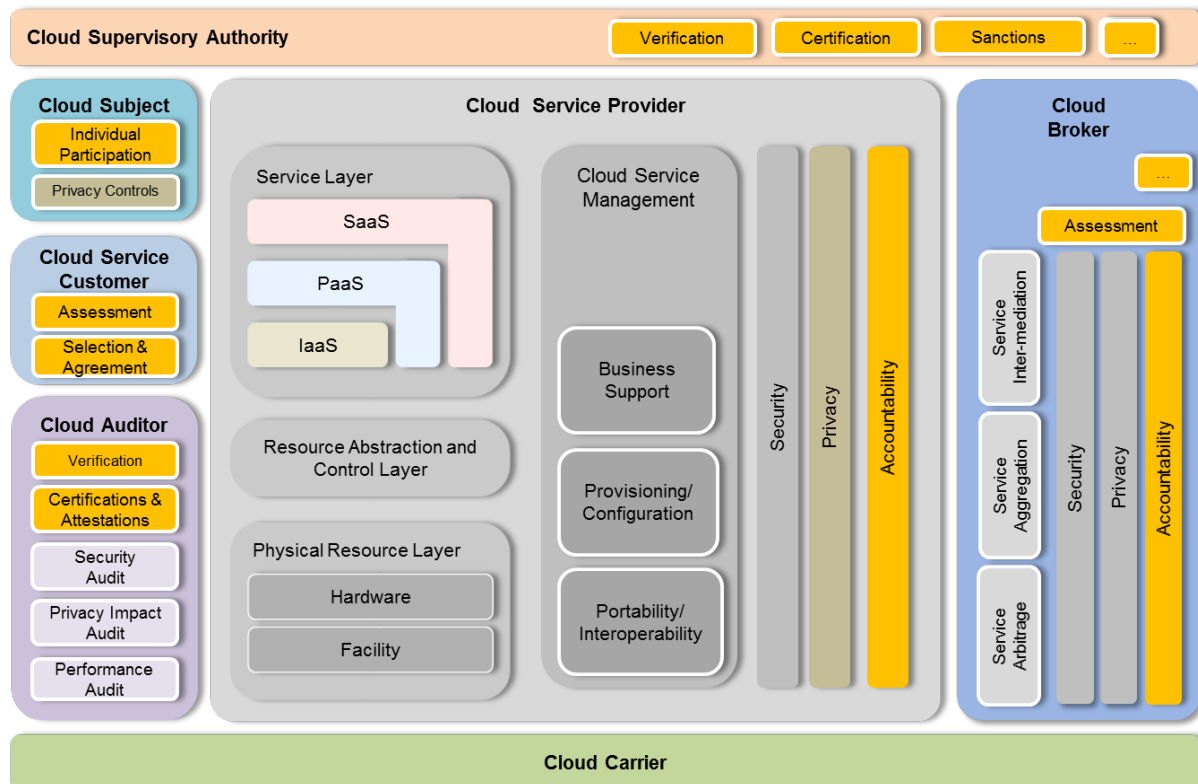 Cloud Supervisory Authority
Verification
Certification
Sanctions
...
Cloud Subject
Individual
Participation
Privacy Controls
Cloud Service
Customer
Assessment
Selection &
Agreement
Cloud Auditor
Verification
Certifications &
Attestations
Security
Audit
Privacy Impact
Audit
Performance
Audit
Cloud Service Provider
Service Layer
SaaS
PaaS
IaaS
Resource Abstraction and
Control Layer
Physical Resource Layer
Hardware
Facility
Cloud Service
Management
Business
Support
Provisioning/
Configuration
Portability/
Interoperability
Security
Privacy
Accountability
Cloud
Broker
...
Assessment
Service
Inter-mediation
Service
Aggregation
Service
Arbitrage
Security
Privacy
Accountability
Cloud Carrier